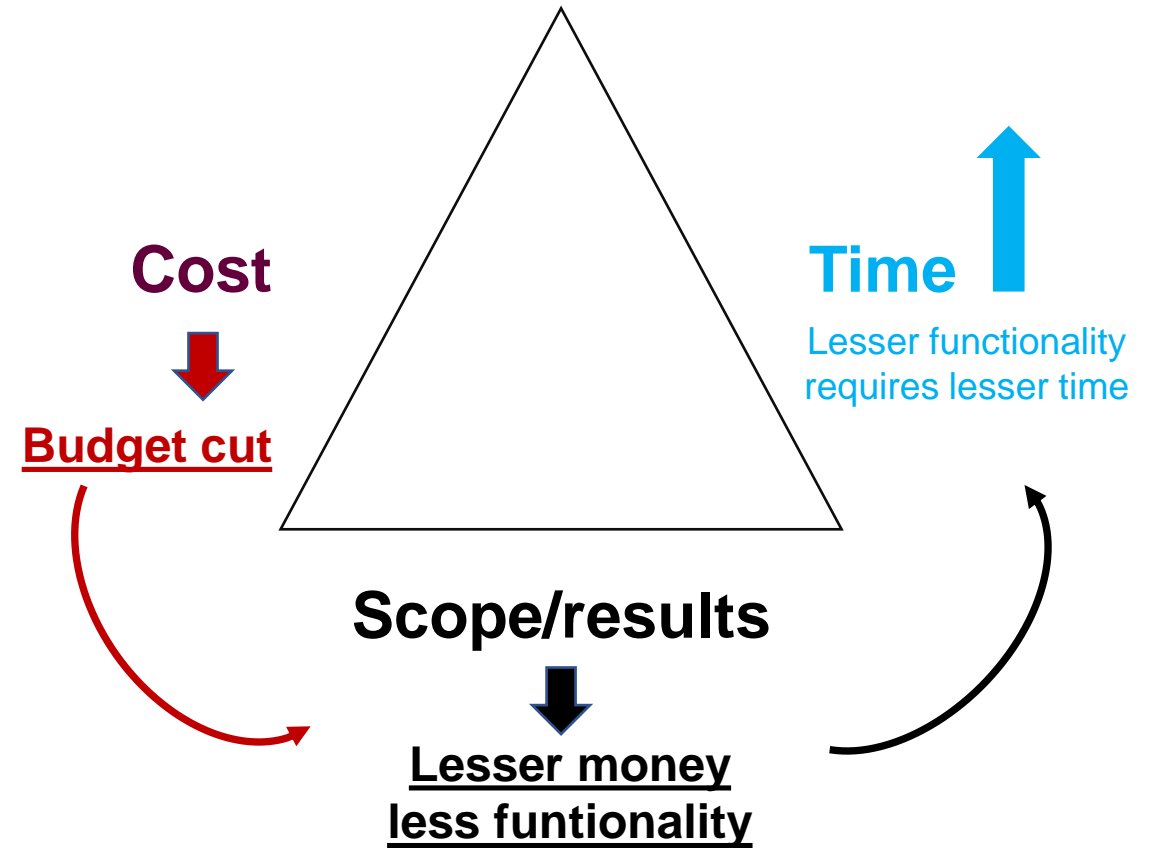 Cost
Budget cut
Time
Lesser functionality
requires lesser time
Scope/results
Lesser money
less funtionality